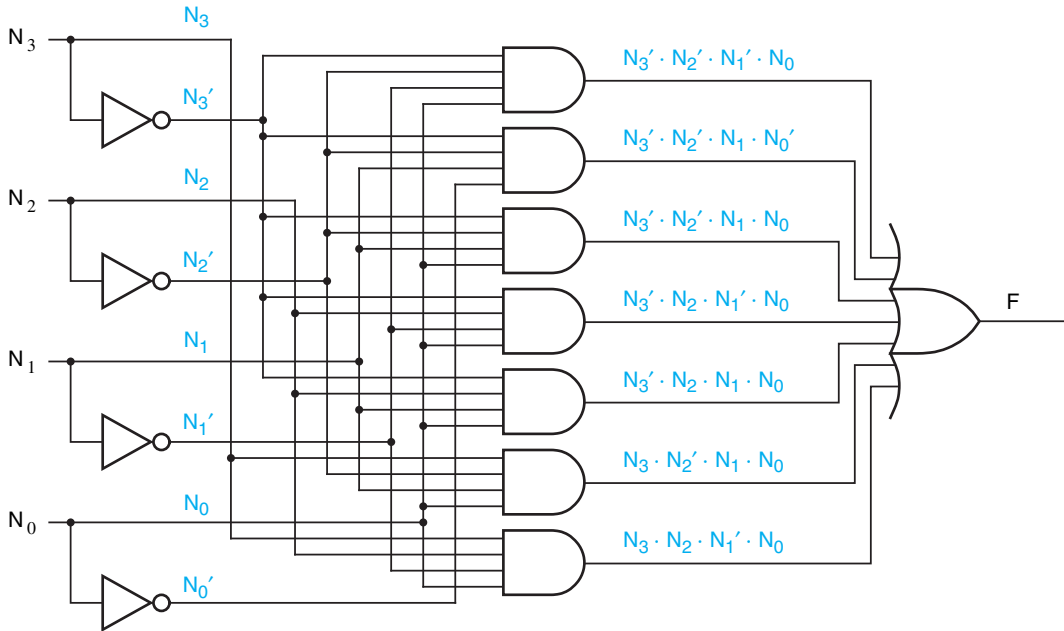 N₃
N₃
N₃′
N₂
N₂
N₂′
N₁
N₁
N₁′
N₀
N₀
N₀′
N₃′ · N₂′ · N₁′ · N₀
N₃′ · N₂′ · N₁ · N₀′
N₃′ · N₂′ · N₁ · N₀
N₃′ · N₂ · N₁′ · N₀
N₃′ · N₂ · N₁ · N₀
N₃ · N₂′ · N₁ · N₀
N₃ · N₂ · N₁′ · N₀
F